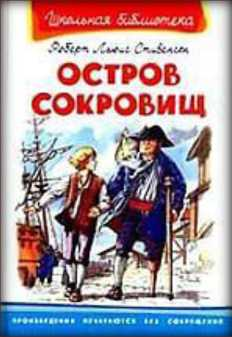 Школьная библиотека
Роберт Льюис Стивенсон
ОСТРОВ
СОКРОВИЩ
ПРОИЗВЕДЕНИЯ ПЕЧАТАЮТСЯ БЕЗ СОКРАЩЕНИЙ